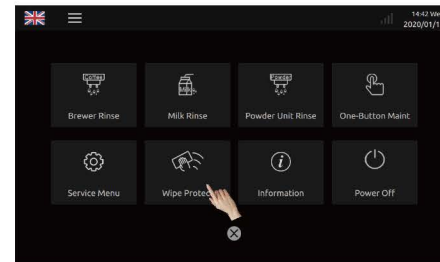 14:42 We
2020/01/1
Coffee
Milk
Powder
Brewer Rinse
Milk Rinse
Powder Unit Rinse
One-Button Maint
Service Menu
Wipe Protec
Information
Power Off